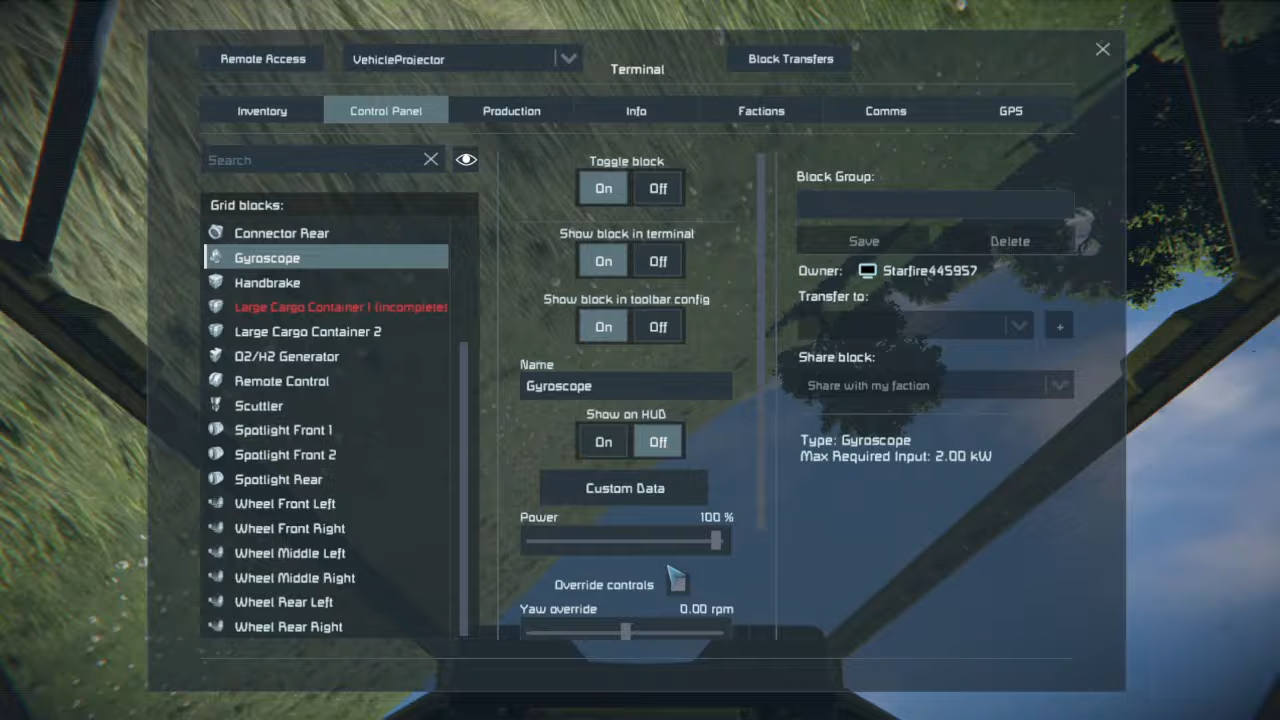 Remote Access
VehicleProjector
Terminal
Block Transfers
Inventory
Control Panel
Production
Info
Factions
Comms
GPS
Search
Grid blocks:
Connector Rear
Gyroscope
Handbrake
Large Cargo Container 1 (Incomplete)
Large Cargo Container 2
O2/H2 Generator
Remote Control
Scuttler
Spotlight Front 1
Spotlight Front 2
Spotlight Rear
Wheel Front Left
Wheel Front Right
Wheel Middle Left
Wheel Middle Right
Wheel Rear Left
Wheel Rear Right
Toggle block
On Off
Show block in terminal
On Off
Show block in toolbar config
On Off
Name
Gyroscope
Show on HUD
On Off
Custom Data
Power 100 %
Override controls
Yaw override 0.00 rpm
Block Group:
Save Delete
Owner: Starfire445957
Transfer to:
+
Share block:
Share with my faction
Type: Gyroscope
Max Required Input: 2.00 kW